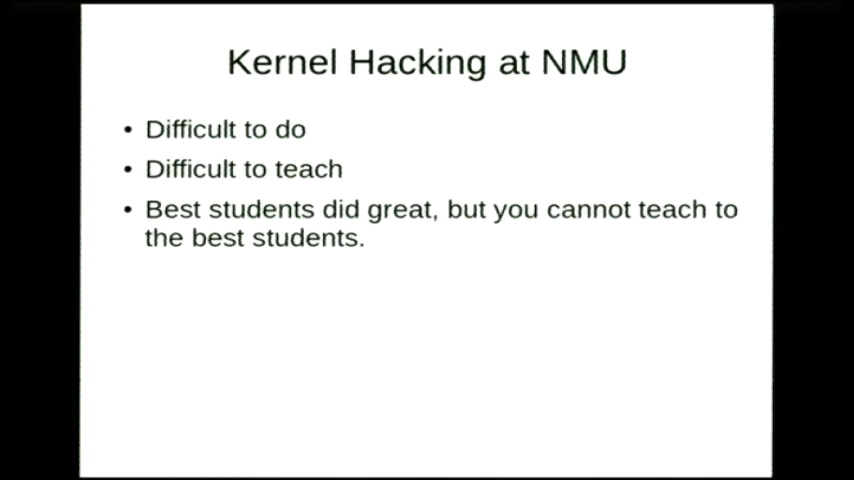 Kernel Hacking at NMU
• Difficult to do
• Difficult to teach
• Best students did great, but you cannot teach to
the best students.